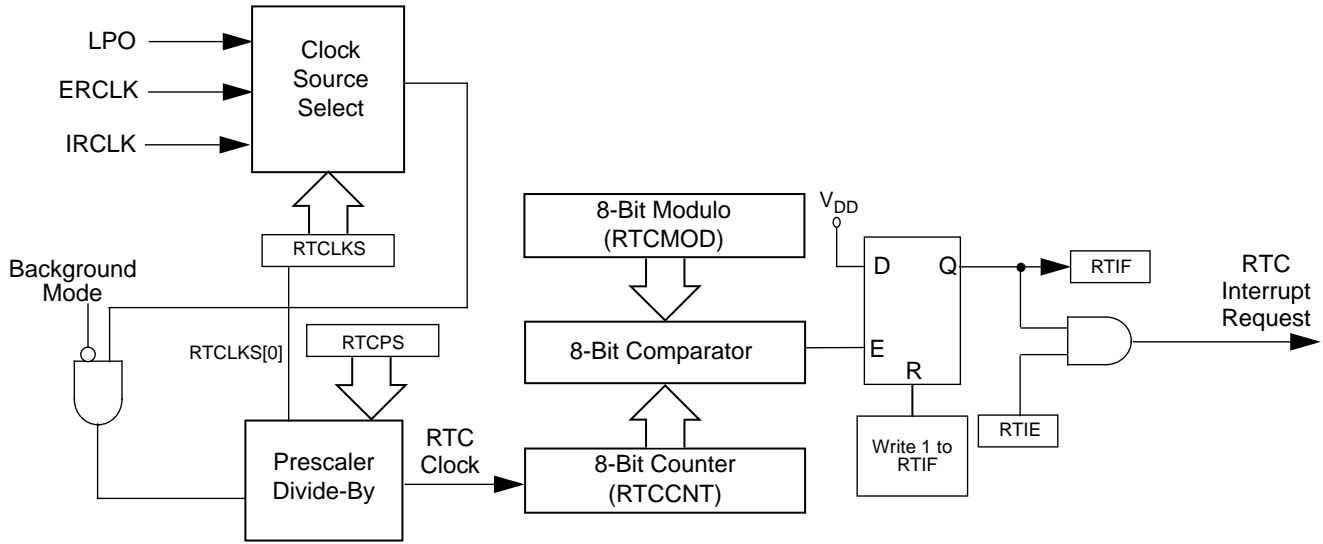 LPO
ERCLK
IRCLK
Clock
Source
Select
RTCLKS
Background
Mode
RTCLKS[0]
RTCPS
Prescaler
Divide-By
RTC
Clock
8-Bit Modulo
(RTCMOD)
8-Bit Comparator
8-Bit Counter
(RTCCNT)
VDD
D
Q
E
R
Write 1 to
RTIF
RTIF
RTIE
RTC
Interrupt
Request